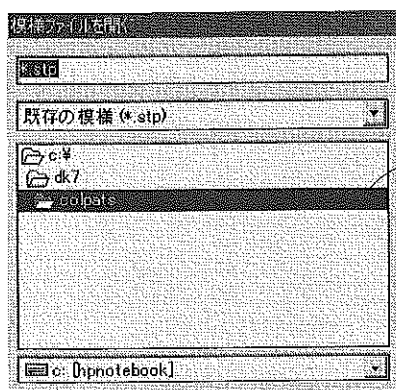 模様ファイルを開く
*.stp
既存の模様 (*.stp)
c:¥
dk7
colpats
c: [hpnotebook]